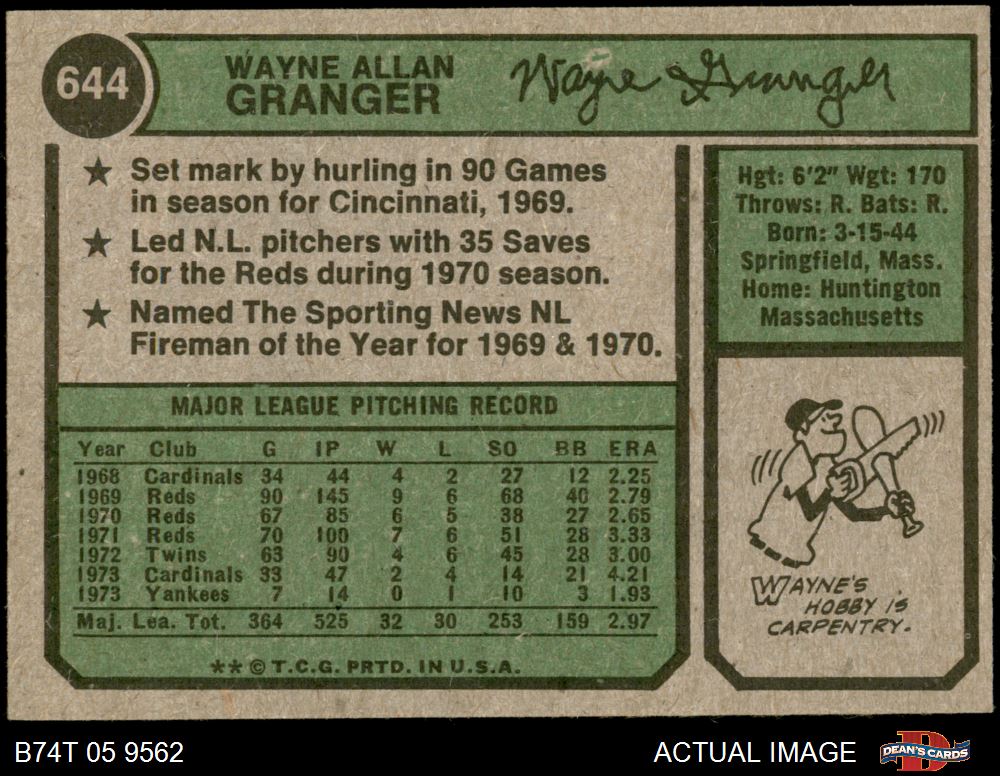 644
WAYNE ALLAN
GRANGER
Wayne Granger
★ Set mark by hurling in 90 Games
in season for Cincinnati, 1969.
★ Led N.L. pitchers with 35 Saves
for the Reds during 1970 season.
★ Named The Sporting News NL
Fireman of the Year for 1969 & 1970.
Hgt: 6'2" Wgt: 170
Throws: R. Bats: R.
Born: 3-15-44
Springfield, Mass.
Home: Huntington
Massachusetts
MAJOR LEAGUE PITCHING RECORD
Year Club G IP W L SO BB ERA
1968 Cardinals 34 44 4 2 27 12 2.25
1969 Reds 90 145 9 6 68 40 2.79
1970 Reds 67 85 6 5 38 27 2.65
1971 Reds 70 100 7 6 51 28 3.33
1972 Twins 63 90 4 6 45 28 3.00
1973 Cardinals 33 47 2 4 14 21 4.21
1973 Yankees 7 14 0 1 10 3 1.93
Maj. Lea. Tot. 364 525 32 30 253 159 2.97
** © T.C.G. PRTD. IN U.S.A.
WAYNE'S
HOBBY IS
CARPENTRY.
B74T 05 9562
ACTUAL IMAGE
DEAN'S CARDS